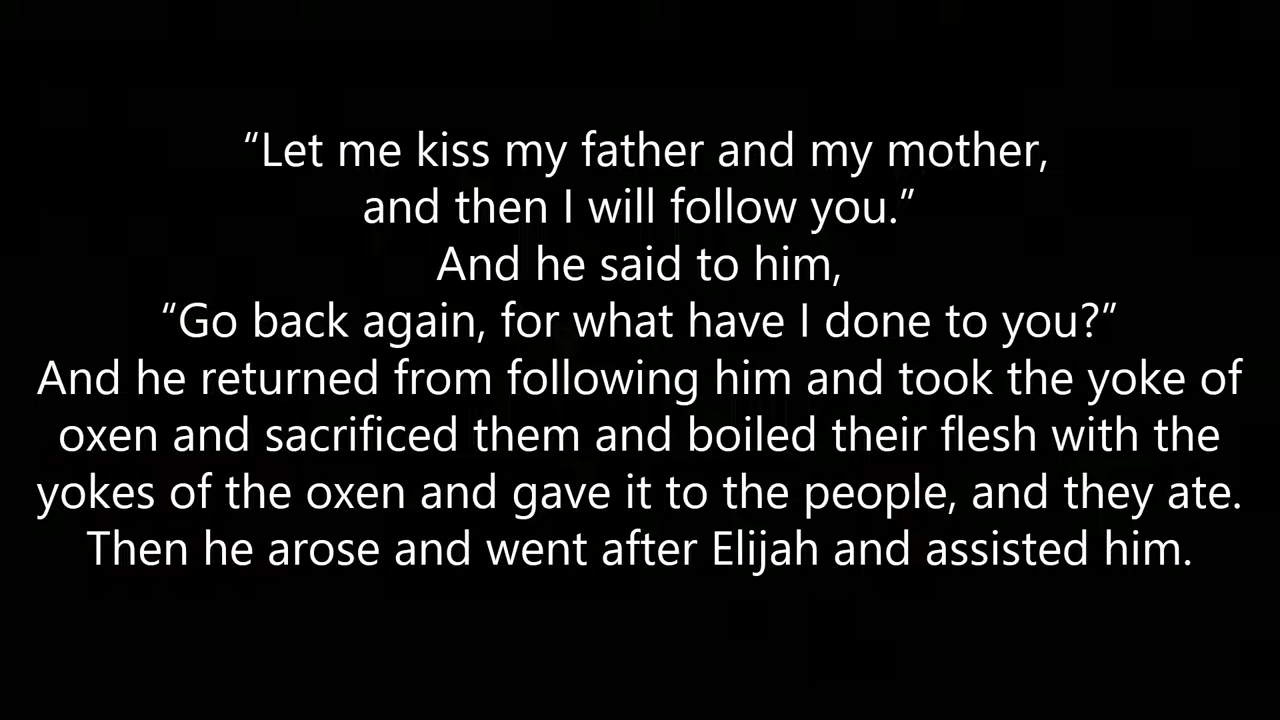 “Let me kiss my father and my mother,
and then I will follow you.”
And he said to him,
“Go back again, for what have I done to you?”
And he returned from following him and took the yoke of
oxen and sacrificed them and boiled their flesh with the
yokes of the oxen and gave it to the people, and they ate.
Then he arose and went after Elijah and assisted him.